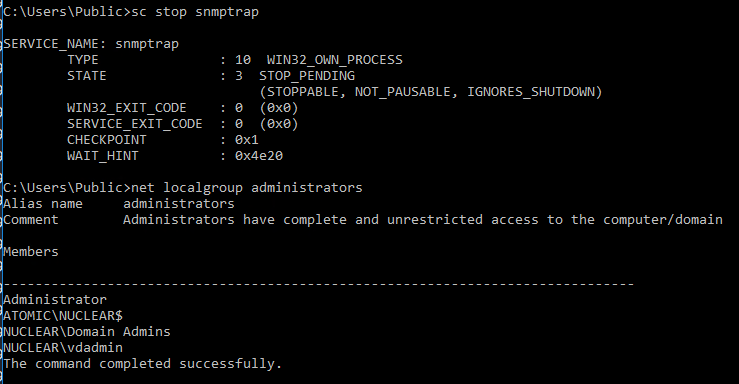 C:\Users\Public>sc stop snmptrap
SERVICE_NAME: snmptrap
TYPE : 10 WIN32_OWN_PROCESS
STATE : 3 STOP_PENDING
(STOPPABLE, NOT_PAUSABLE, IGNORES_SHUTDOWN)
WIN32_EXIT_CODE : 0 (0x0)
SERVICE_EXIT_CODE : 0 (0x0)
CHECKPOINT : 0x1
WAIT_HINT : 0x4e20
C:\Users\Public>net localgroup administrators
Alias name administrators
Comment Administrators have complete and unrestricted access to the computer/domain
Members
-------------------------------------------------------------------------------
Administrator
ATOMIC\NUCLEAR$
NUCLEAR\Domain Admins
NUCLEAR\vdadmin
The command completed successfully.